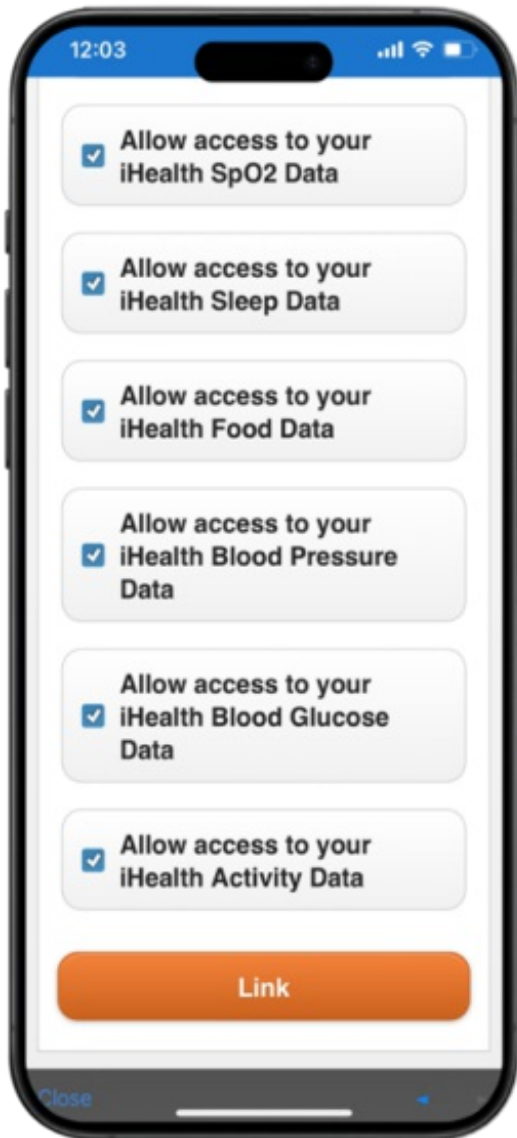 12:03
Allow access to your
iHealth SpO2 Data
Allow access to your
iHealth Sleep Data
Allow access to your
iHealth Food Data
Allow access to your
iHealth Blood Pressure
Data
Allow access to your
iHealth Blood Glucose
Data
Allow access to your
iHealth Activity Data
Link
Close